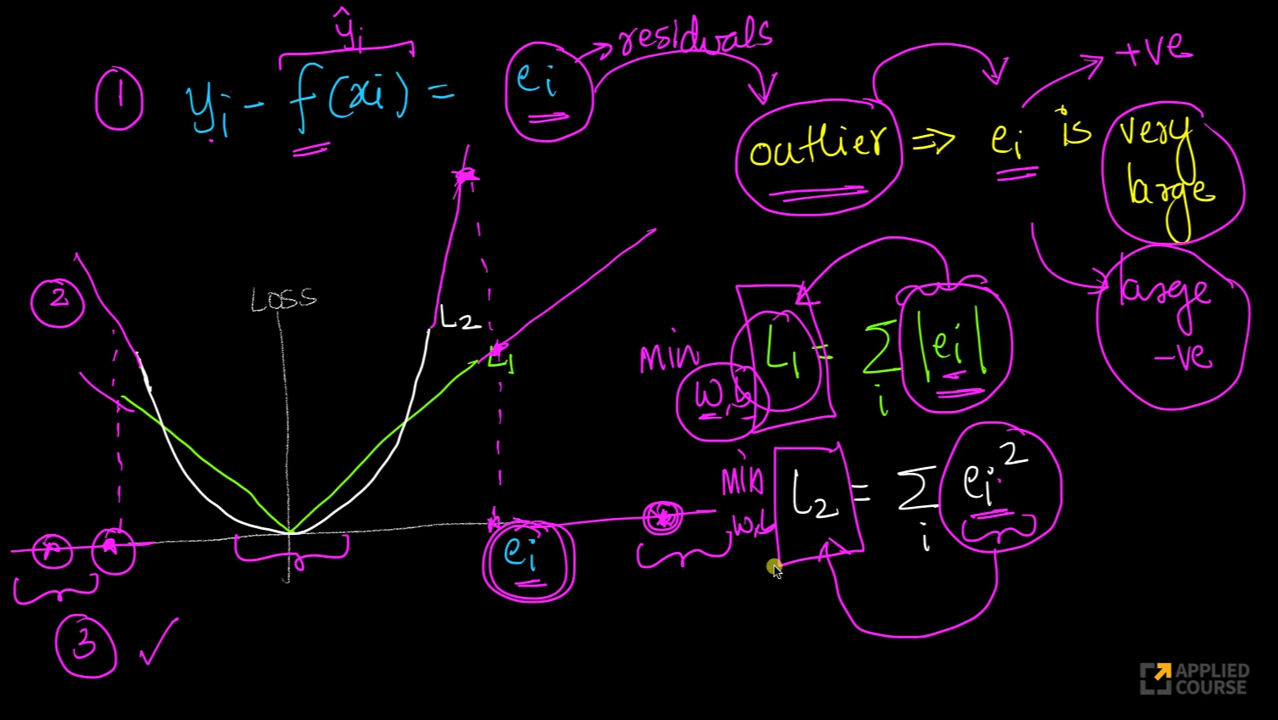 ŷi
① yi - f(xi) = ei → residuals
outlier ⇒ ei is very large
+ve
large
-ve
②
LOSS
L2
L1
min L1 = Σi |ei|
w,b
min L2 = Σi ei²
w,b
ei
③ ✓
APPLIED
COURSE